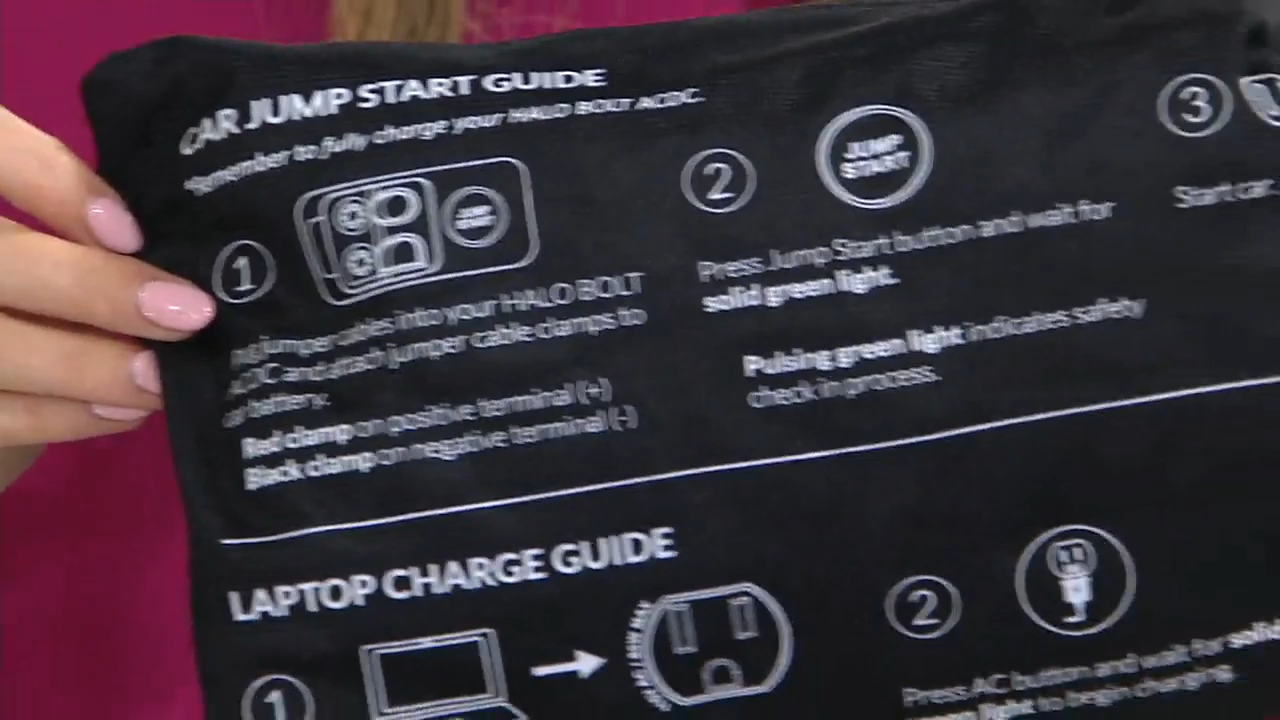 CAR JUMP START GUIDE
*Remember to fully charge your HALO BOLT ACDC.
1
JUMP START
jumper cables into your HALO BOLT
ACDC and attach jumper cable clamps to
battery.
Red clamp on positive terminal (+)
Black clamp on negative terminal (-)
2
JUMP
START
Press Jump Start button and wait for
solid green light.
Pulsing green light indicates safety
check in process.
3
Start car.
LAPTOP CHARGE GUIDE
1
2
Press AC button and wait for solid
green light to begin charging.